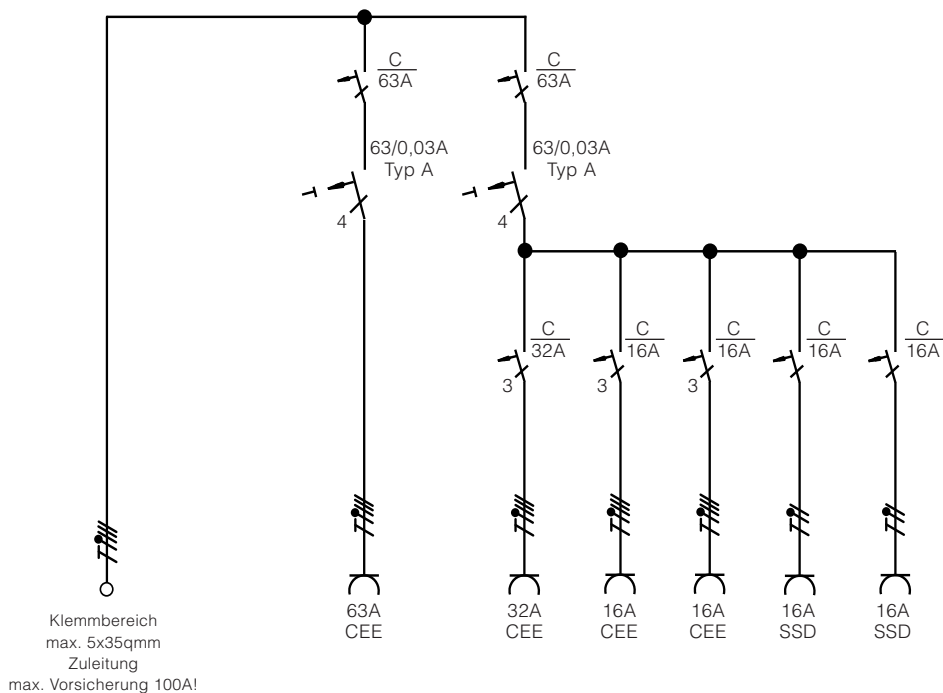 C
63A
C
63A
63/0,03A
Typ A
63/0,03A
Typ A
4
4
C
32A
C
16A
C
16A
C
16A
C
16A
3
3
3
Klemmbereich
max. 5x35qmm
Zuleitung
max. Vorsicherung 100A!
63A
CEE
32A
CEE
16A
CEE
16A
CEE
16A
SSD
16A
SSD